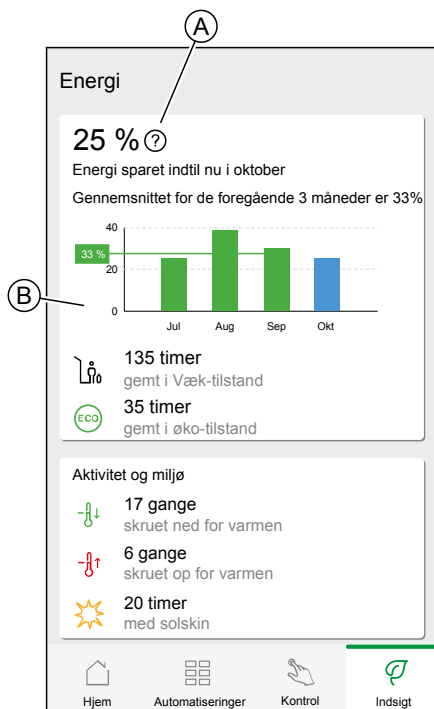 A
Energi
25 % ?
Energi sparet indtil nu i oktober
Gennemsnittet for de foregående 3 måneder er 33%
40
33 %
20
B
0
Jul Aug Sep Okt
135 timer
gemt i Væk-tilstand
ECO
35 timer
gemt i øko-tilstand
Aktivitet og miljø
17 gange
skruet ned for varmen
6 gange
skruet op for varmen
20 timer
med solskin
Hjem Automatiseringer Kontrol Indsigt